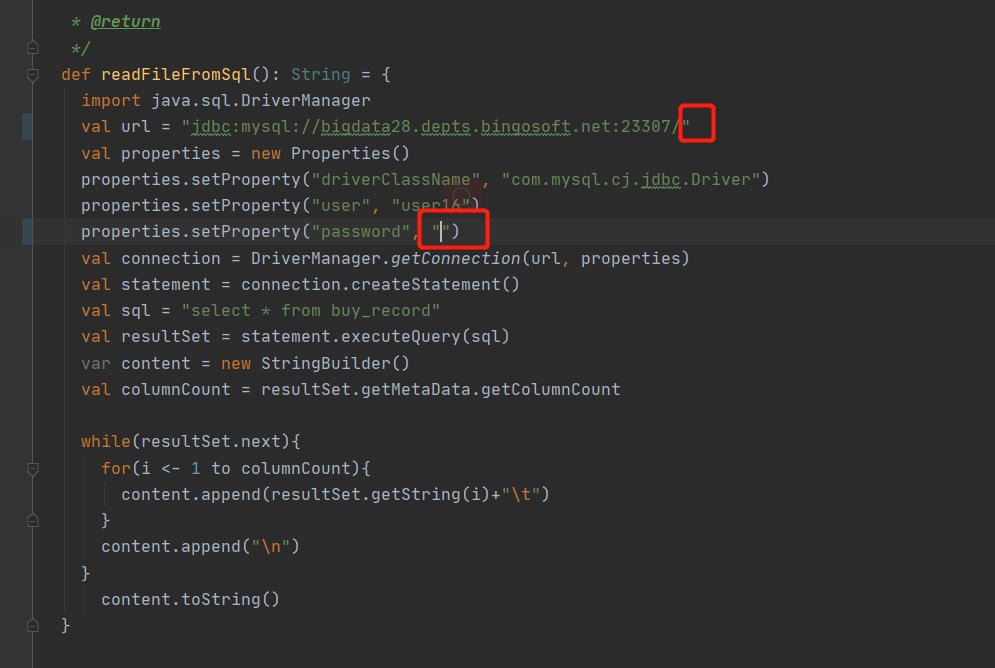 * @return
*/
def readFileFromSql(): String = {
import java.sql.DriverManager
val url = "jdbc:mysql://bigdata28.depts.bingosoft.net:23307/"
val properties = new Properties()
properties.setProperty("driverClassName", "com.mysql.cj.jdbc.Driver")
properties.setProperty("user", "user16")
properties.setProperty("password", "")
val connection = DriverManager.getConnection(url, properties)
val statement = connection.createStatement()
val sql = "select * from buy_record"
val resultSet = statement.executeQuery(sql)
var content = new StringBuilder()
val columnCount = resultSet.getMetaData.getColumnCount
while(resultSet.next){
for(i <- 1 to columnCount){
content.append(resultSet.getString(i)+"\t")
}
content.append("\n")
}
content.toString()
}